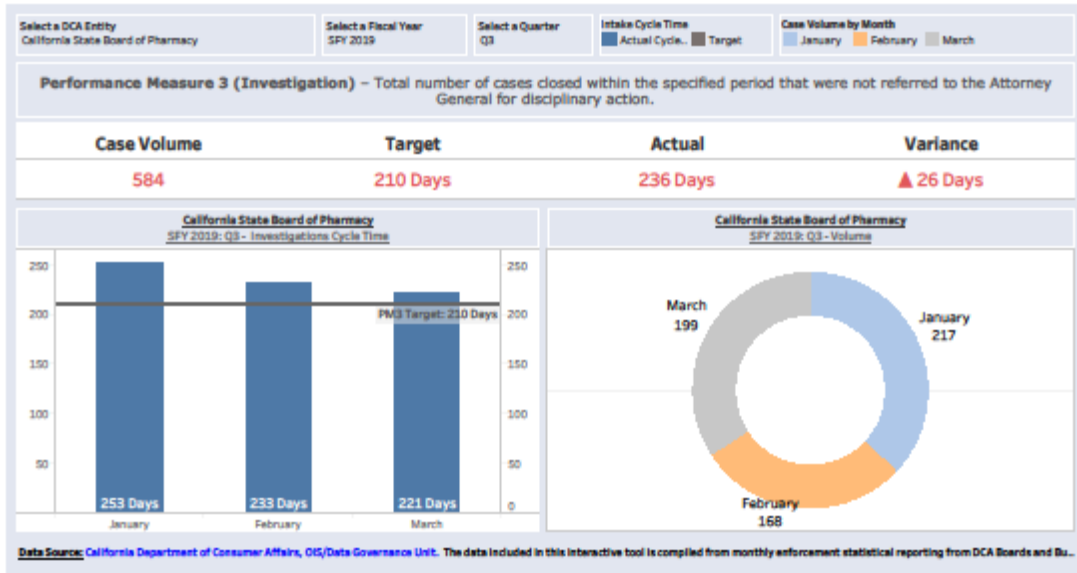 Select a DCA Entity
California State Board of Pharmacy
Select a Fiscal Year
SFY 2019
Select a Quarter
Q3
Intake Cycle Time
Actual Cycle.. Target
Case Volume by Month
January February March
Performance Measure 3 (Investigation) – Total number of cases closed within the specified period that were not referred to the Attorney
General for disciplinary action.
Case Volume Target Actual Variance
584 210 Days 236 Days ▲ 26 Days
California State Board of Pharmacy
SFY 2019: Q3 - Investigations Cycle Time
250
200
150
100
50
PM3 Target: 210 Days
253 Days 233 Days 221 Days
250
200
150
100
50
0
January February March
California State Board of Pharmacy
SFY 2019: Q3 - Volume
March
199
January
217
February
168
Data Source: California Department of Consumer Affairs, OIS/Data Governance Unit. The data included in this interactive tool is compiled from monthly enforcement statistical reporting from DCA Boards and Bu...